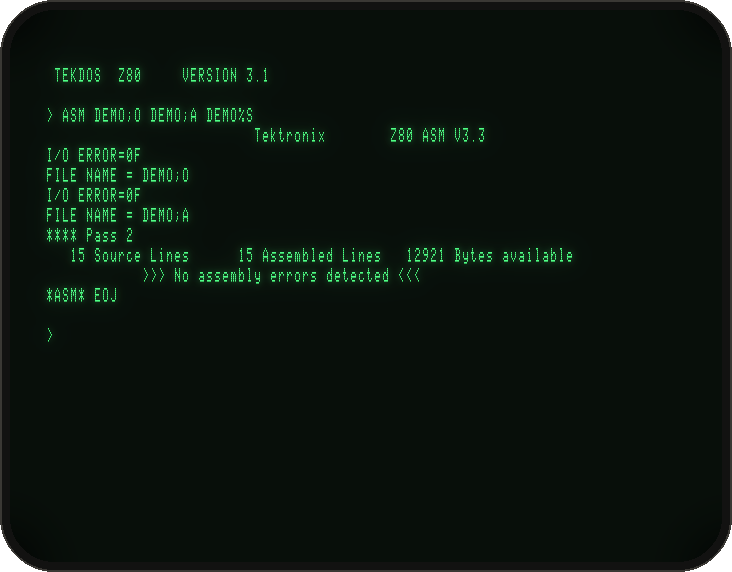 TEKDOS  Z80     VERSION 3.1
> ASM DEMO;O DEMO;A DEMO%S
Tektronix        Z80 ASM V3.3
I/O ERROR=0F
FILE NAME = DEMO;O
I/O ERROR=0F
FILE NAME = DEMO;A
**** Pass 2
15 Source Lines      15 Assembled Lines   12921 Bytes available
>>> No assembly errors detected <<<
*ASM* EOJ
>